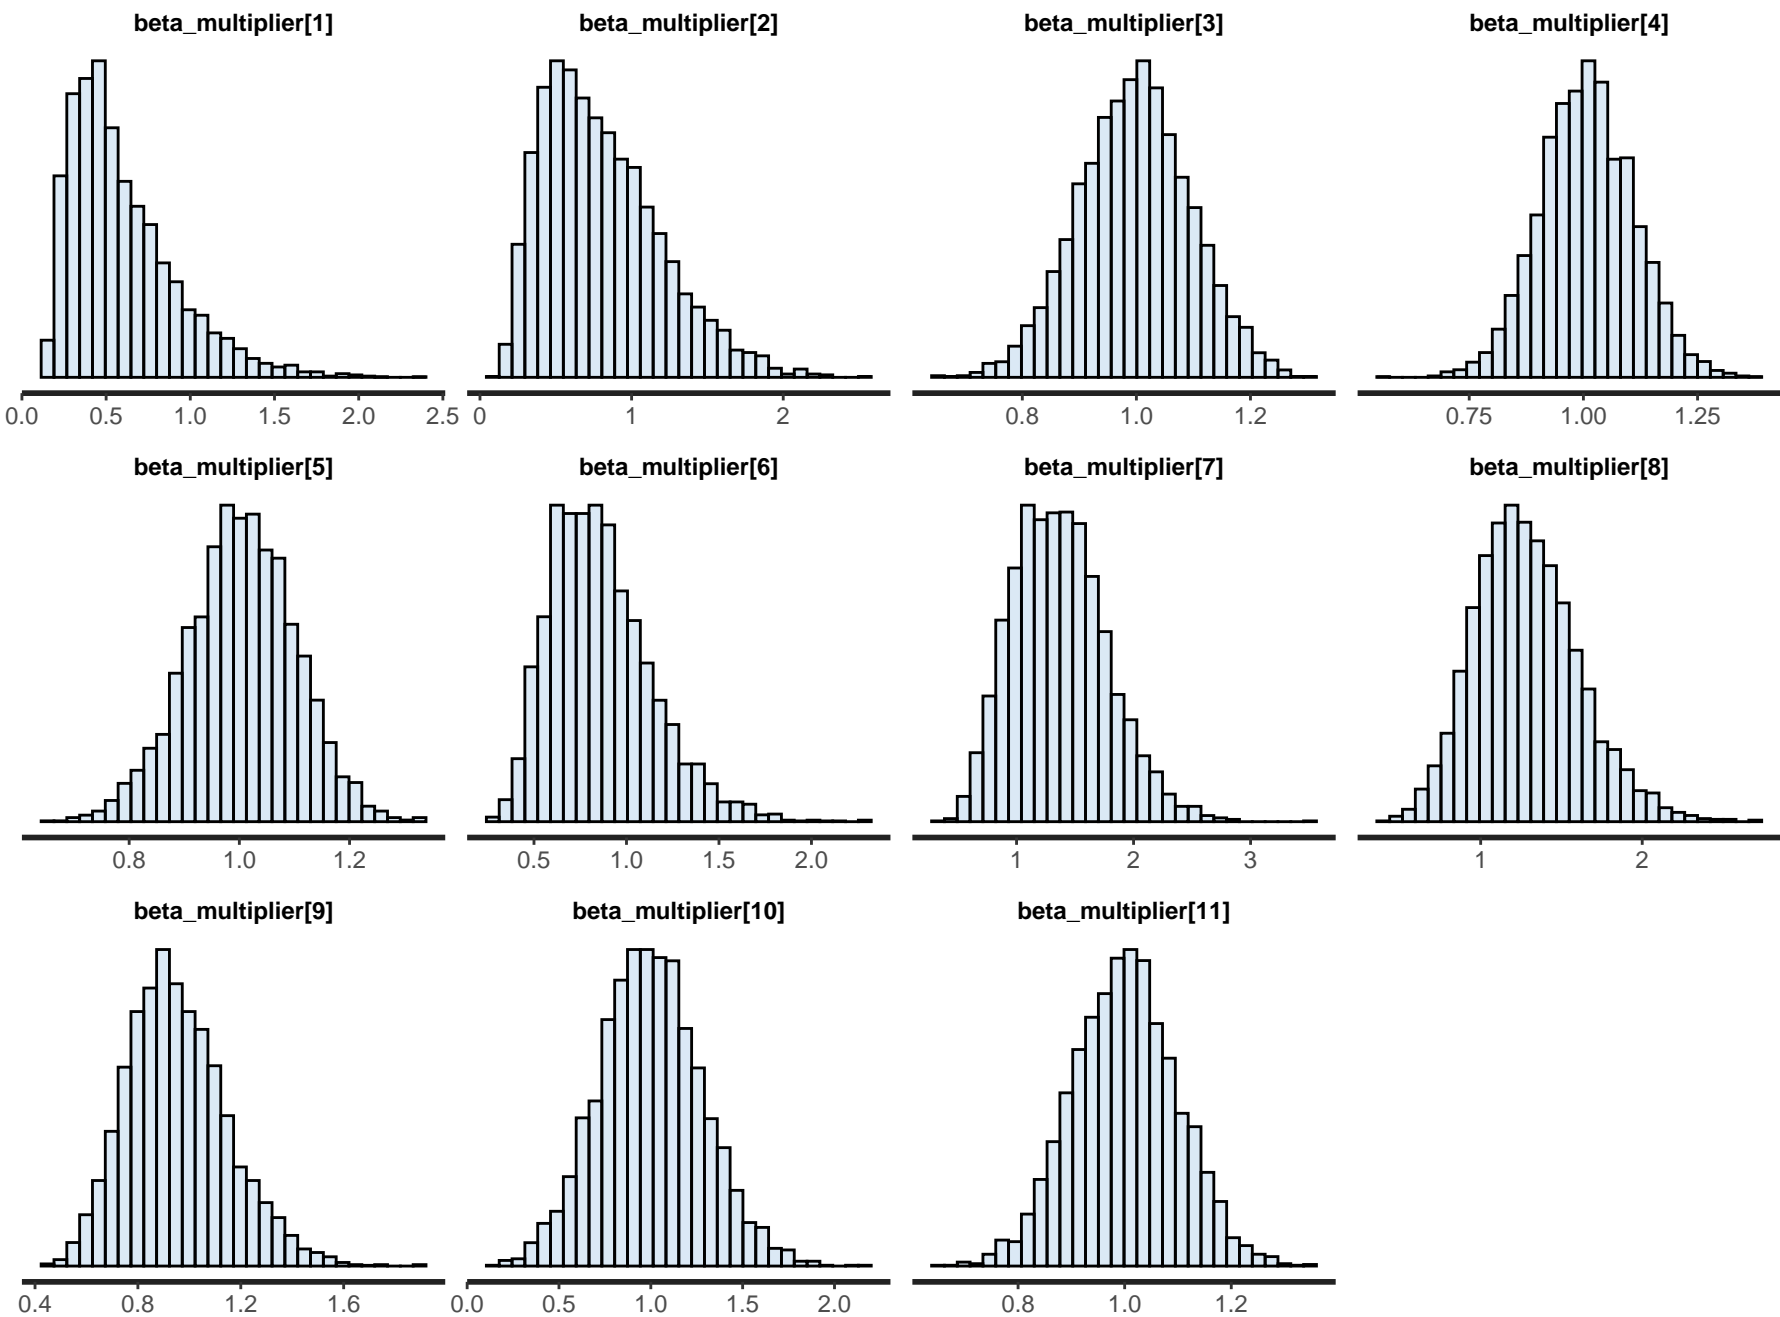 beta_multiplier[1] beta_multiplier[2] beta_multiplier[3] beta_multiplier[4]
0.0 0.5 1.0 1.5 2.0 2.5 0 1 2 0.8 1.0 1.2 0.75 1.00 1.25
beta_multiplier[5] beta_multiplier[6] beta_multiplier[7] beta_multiplier[8]
0.8 1.0 1.2 0.5 1.0 1.5 2.0 1 2 3 1 2
beta_multiplier[9] beta_multiplier[10] beta_multiplier[11]
0.4 0.8 1.2 1.6 0.0 0.5 1.0 1.5 2.0 0.8 1.0 1.2